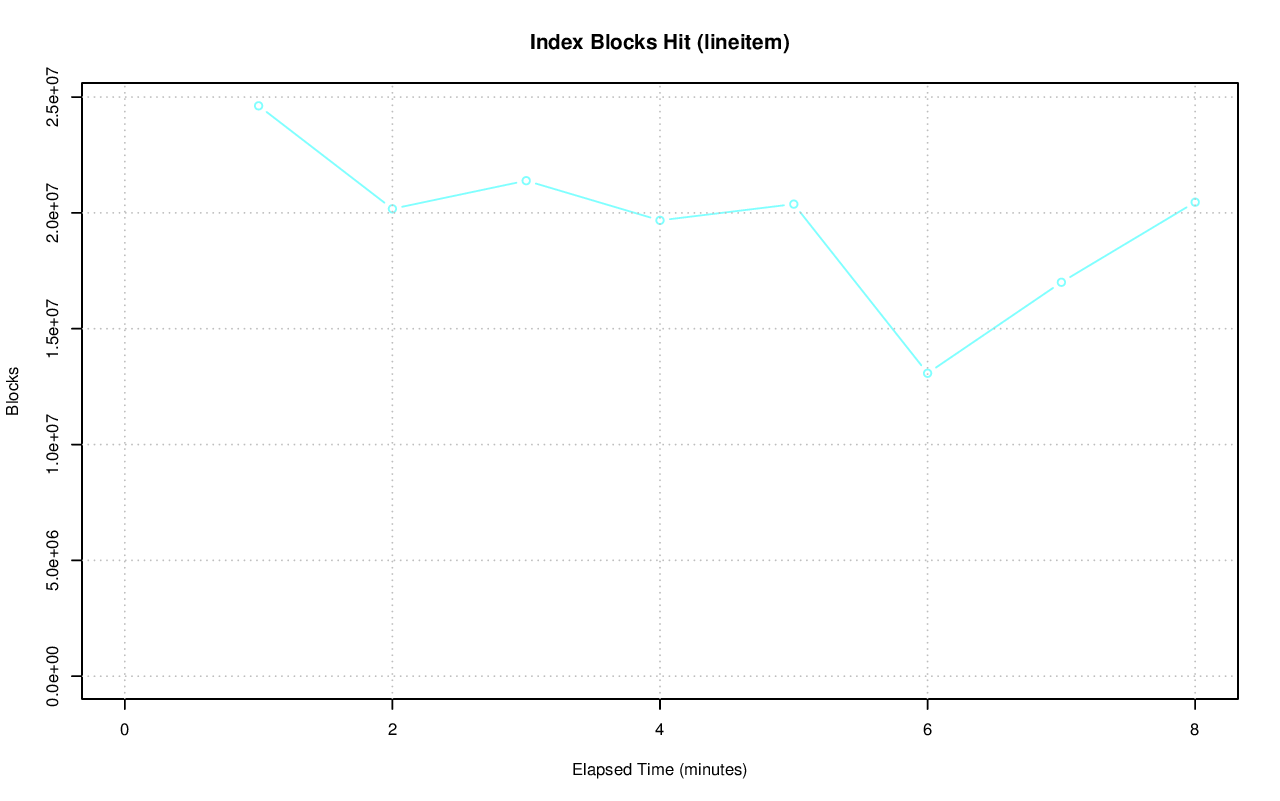 Index Blocks Hit (lineitem)
Blocks
2.5e+07
2.0e+07
1.5e+07
1.0e+07
5.0e+06
0.0e+00
0 2 4 6 8
Elapsed Time (minutes)